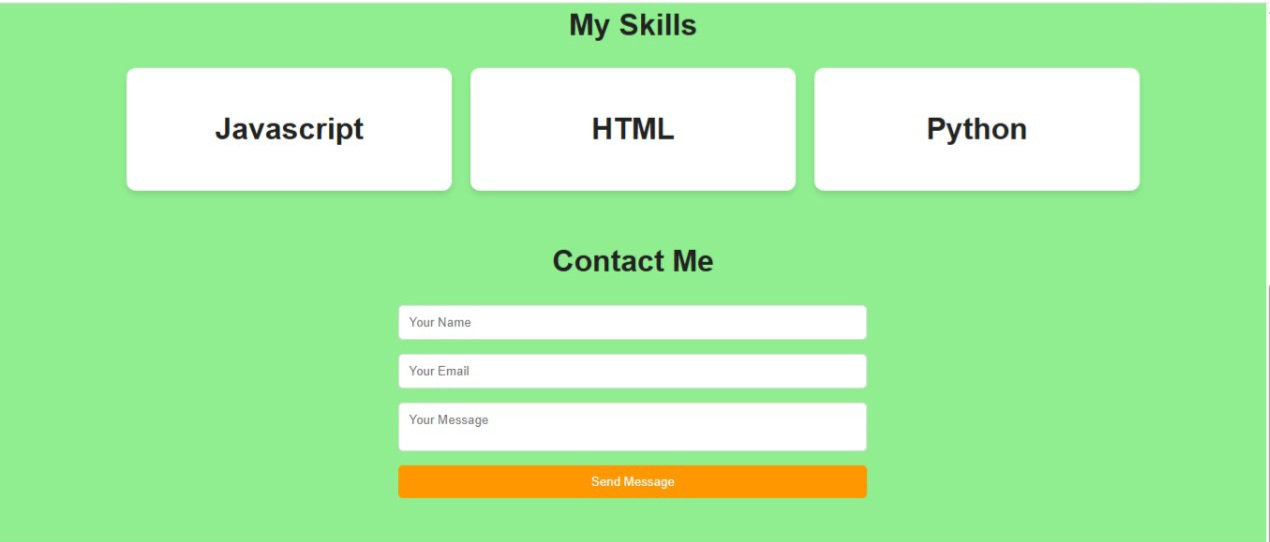 My Skills
Javascript HTML Python
Contact Me
Your Name
Your Email
Your Message
Send Message